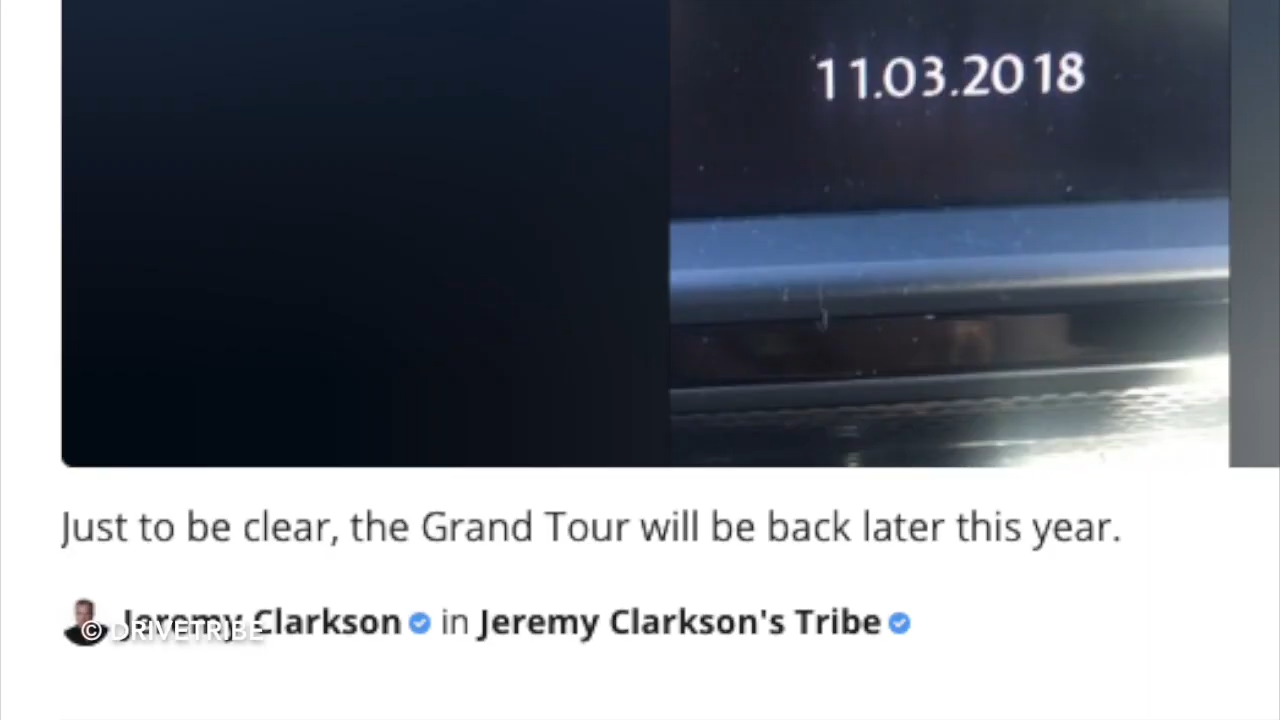 11.03.2018
Just to be clear, the Grand Tour will be back later this year.
Jeremy Clarkson in Jeremy Clarkson's Tribe
© DRIVETRIBE